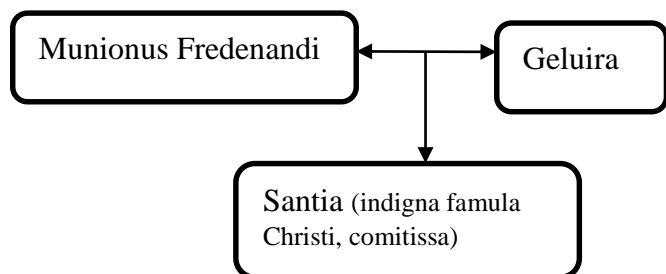 Munionus Fredenandi
Geluira
Santia (indigna famula
Christi, comitissa)